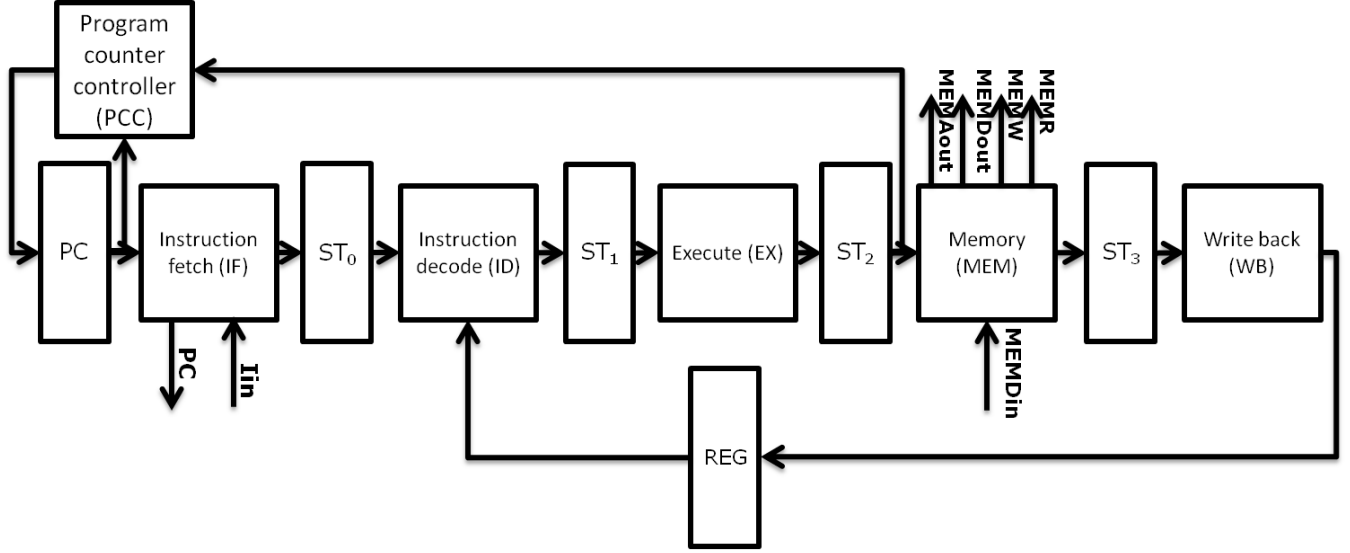 Program
counter
controller
(PCC)
MEMAout
MEMDout
MEMW
MEMR
PC
Instruction
fetch (IF)
ST₀
Instruction
decode (ID)
ST₁
Execute (EX)
ST₂
Memory
(MEM)
ST₃
Write back
(WB)
PC
Iin
MEMDin
REG